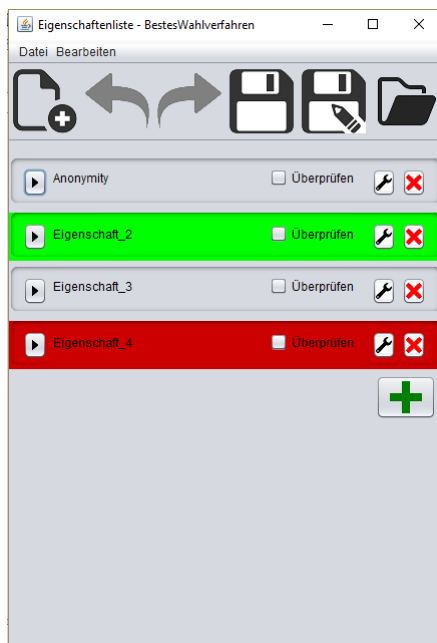 Eigenschaftenliste - BestesWahlverfahren
Datei Bearbeiten
Anonymity Überprüfen
Eigenschaft_2 Überprüfen
Eigenschaft_3 Überprüfen
Eigenschaft_4 Überprüfen